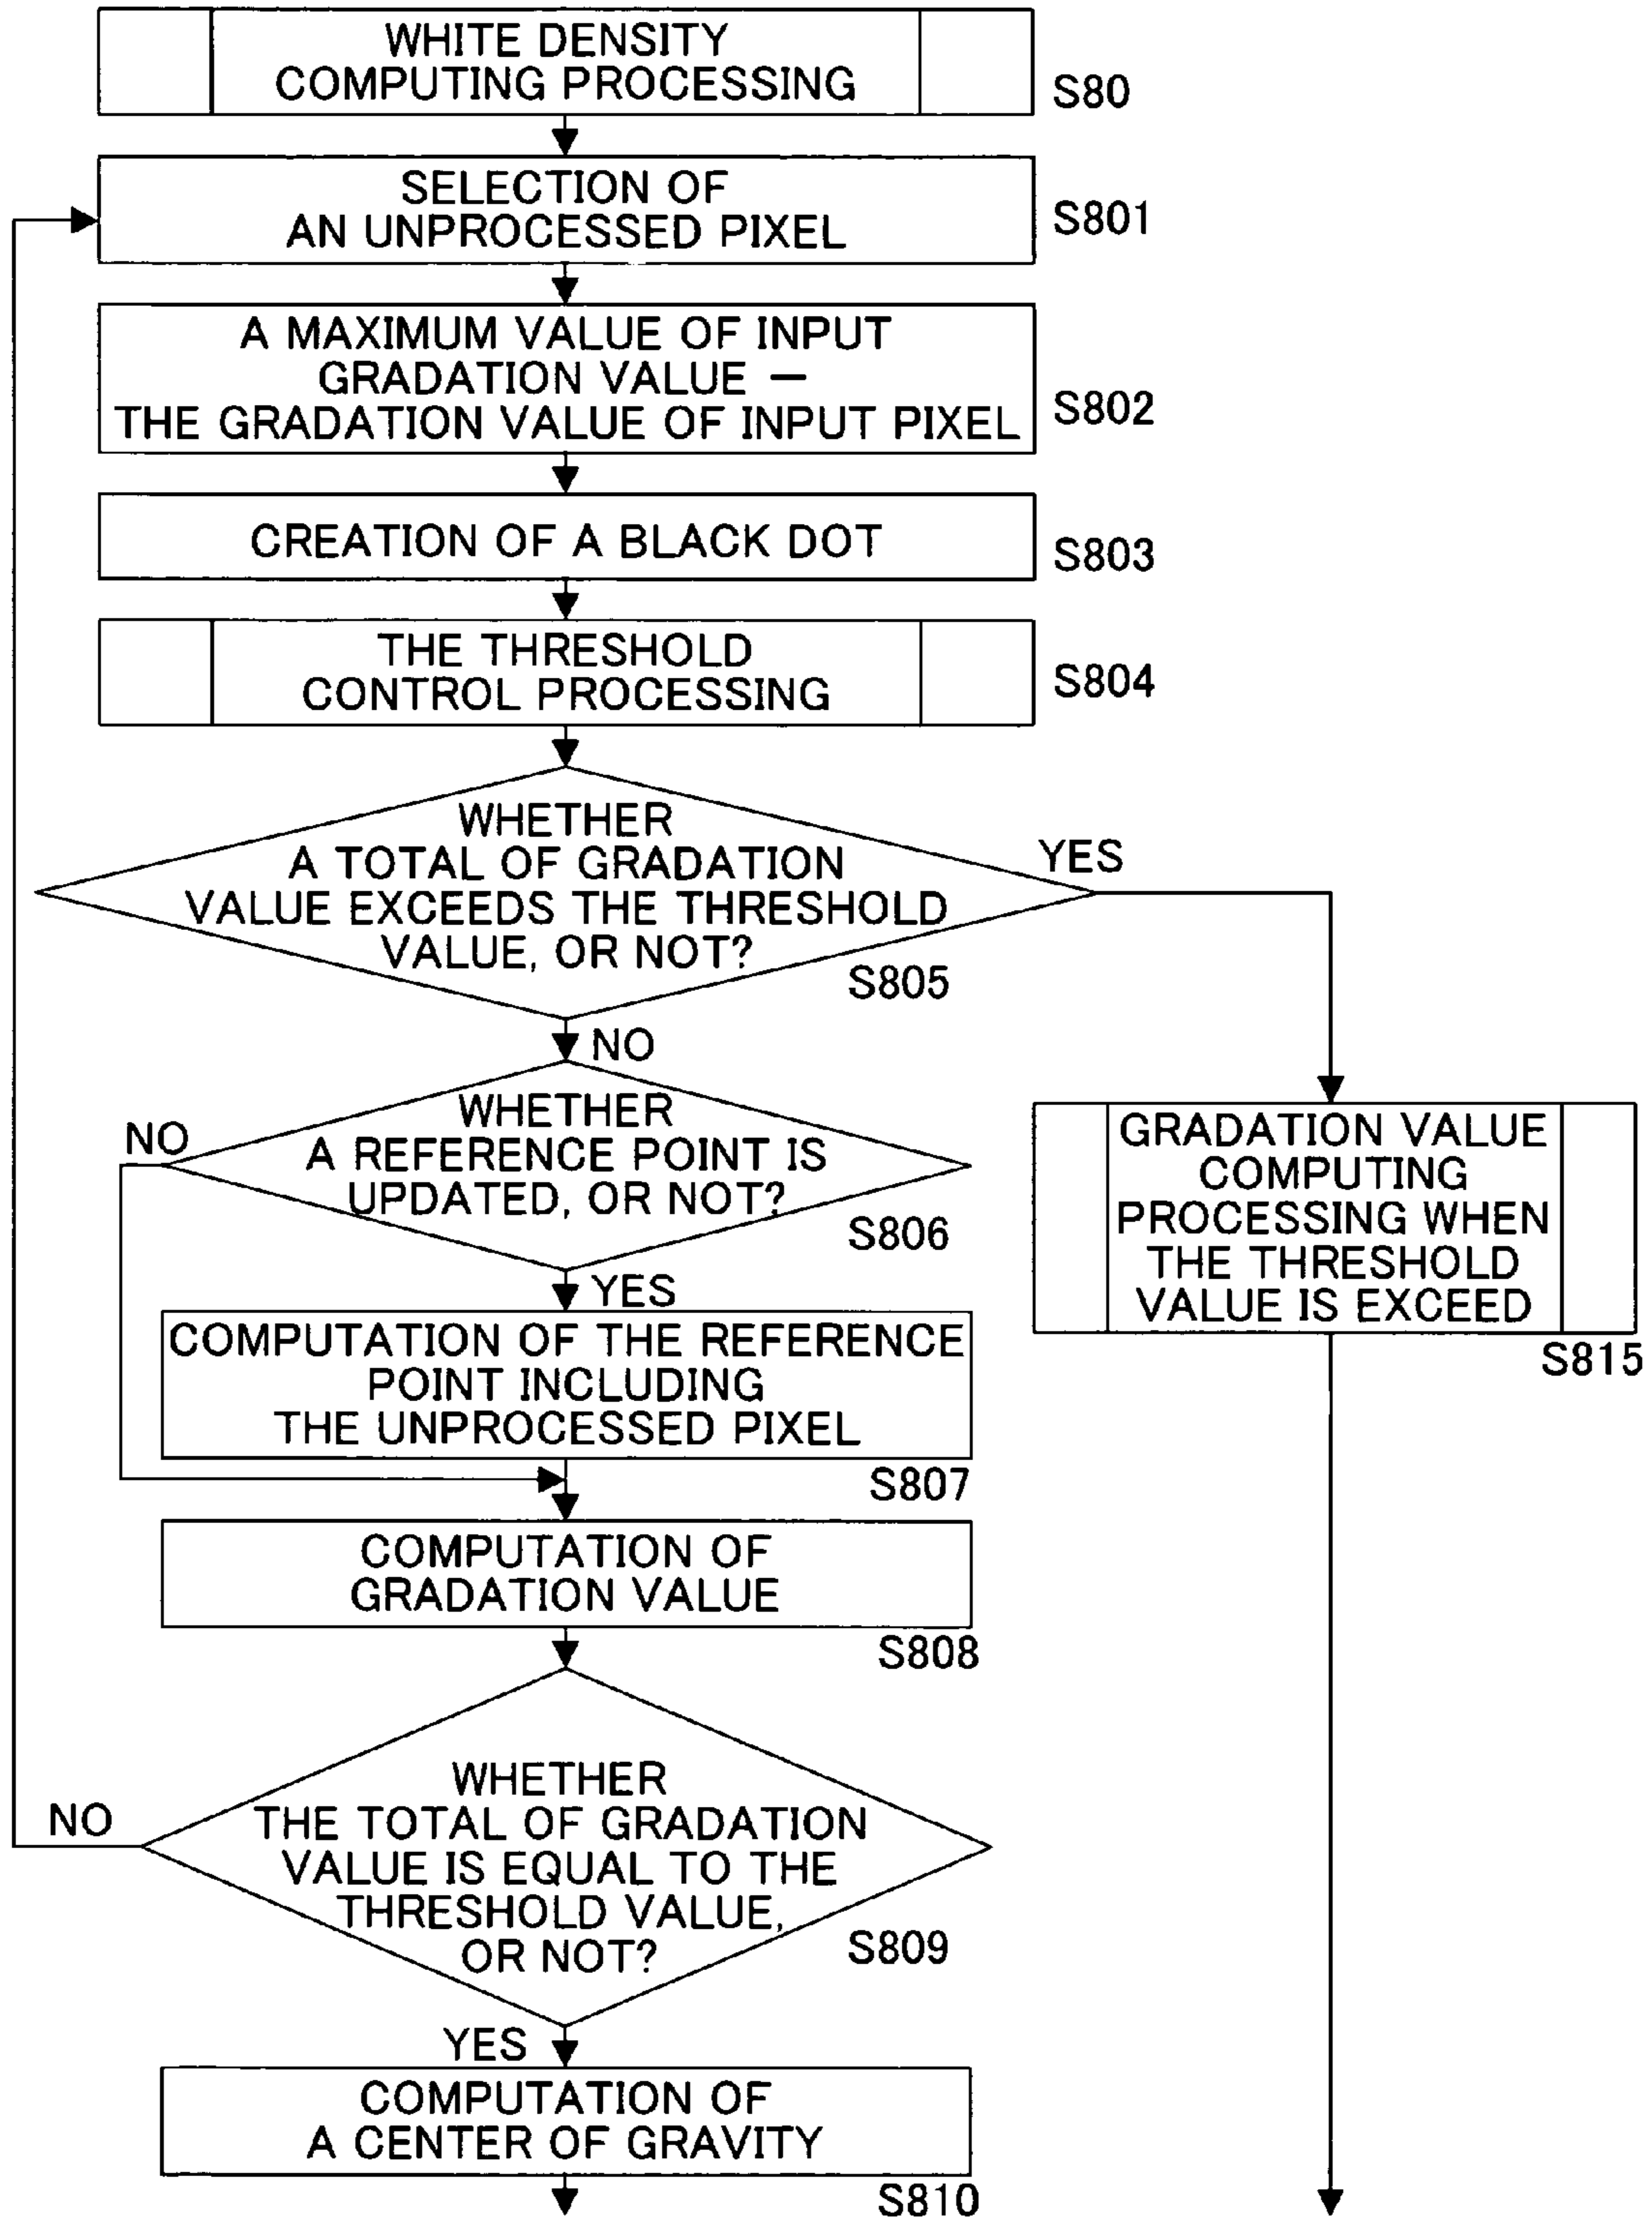 WHITE DENSITY
COMPUTING PROCESSING
S80
SELECTION OF
AN UNPROCESSED PIXEL
S801
A MAXIMUM VALUE OF INPUT
GRADATION VALUE —
THE GRADATION VALUE OF INPUT PIXEL
S802
CREATION OF A BLACK DOT
S803
THE THRESHOLD
CONTROL PROCESSING
S804
WHETHER
A TOTAL OF GRADATION
VALUE EXCEEDS THE THRESHOLD
VALUE, OR NOT?
S805
YES
NO
WHETHER
A REFERENCE POINT IS
UPDATED, OR NOT?
S806
NO
YES
GRADATION VALUE
COMPUTING
PROCESSING WHEN
THE THRESHOLD
VALUE IS EXCEED
S815
COMPUTATION OF THE REFERENCE
POINT INCLUDING
THE UNPROCESSED PIXEL
S807
COMPUTATION OF
GRADATION VALUE
S808
WHETHER
THE TOTAL OF GRADATION
VALUE IS EQUAL TO THE
THRESHOLD VALUE,
OR NOT?
S809
NO
YES
COMPUTATION OF
A CENTER OF GRAVITY
S810